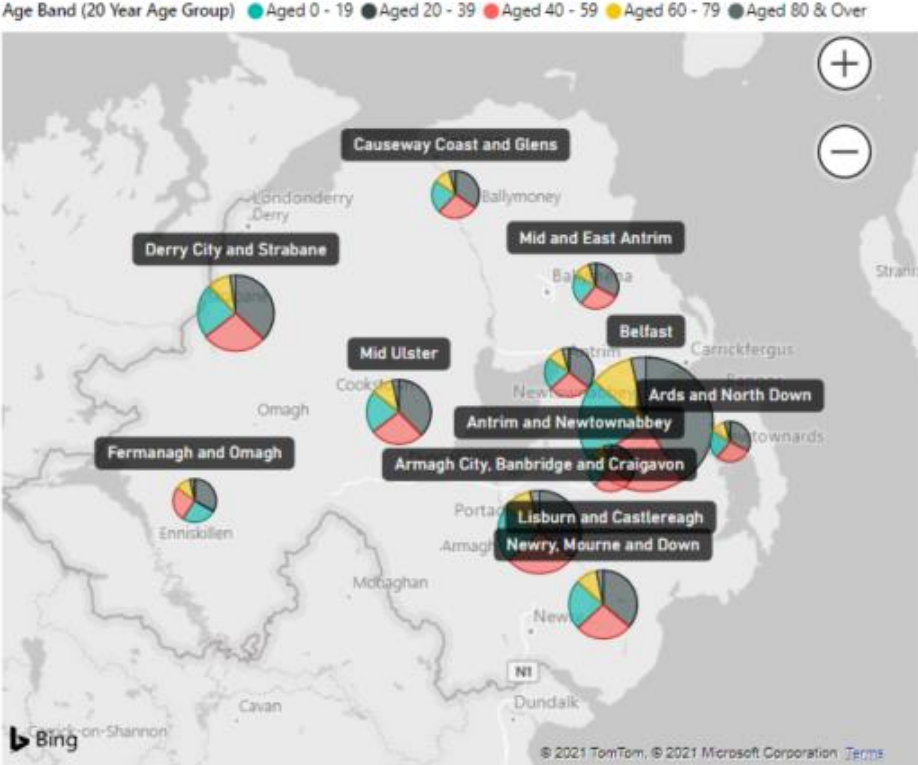 Age Band (20 Year Age Group) Aged 0 - 19 Aged 20 - 39 Aged 40 - 59 Aged 60 - 79 Aged 80 & Over
Causeway Coast and Glens
Londonderry
Derry
Ballymoney
Derry City and Strabane
Mid and East Antrim
Belfast
Carrickfergus
Mid Ulster
Ards and North Down
Omagh
Antrim and Newtownabbey
Fermanagh and Omagh
Armagh City, Banbridge and Craigavon
Lisburn and Castlereagh
Enniskillen
Newry, Mourne and Down
Monaghan
N1
Cavan
Dundalk
Bing
© 2021 TomTom, © 2021 Microsoft Corporation Terms